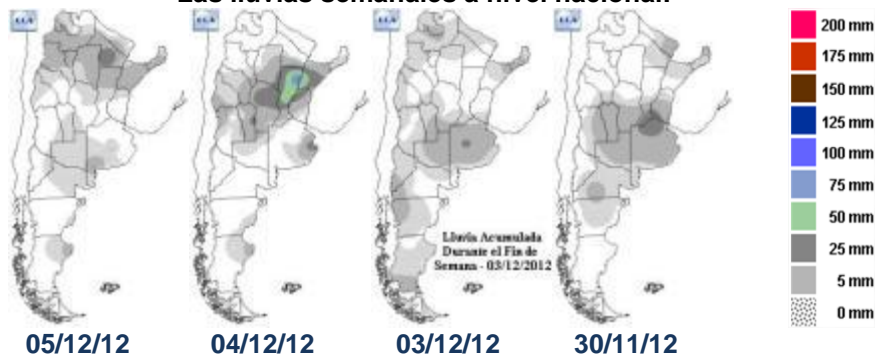 Las lluvias semanales a nivel nacional:
200 mm
175 mm
150 mm
125 mm
100 mm
75 mm
50 mm
25 mm
5 mm
0 mm
Lluvia Acumulada
Durante el Fin de
Semana - 03/12/2012
05/12/12
04/12/12
03/12/12
30/11/12